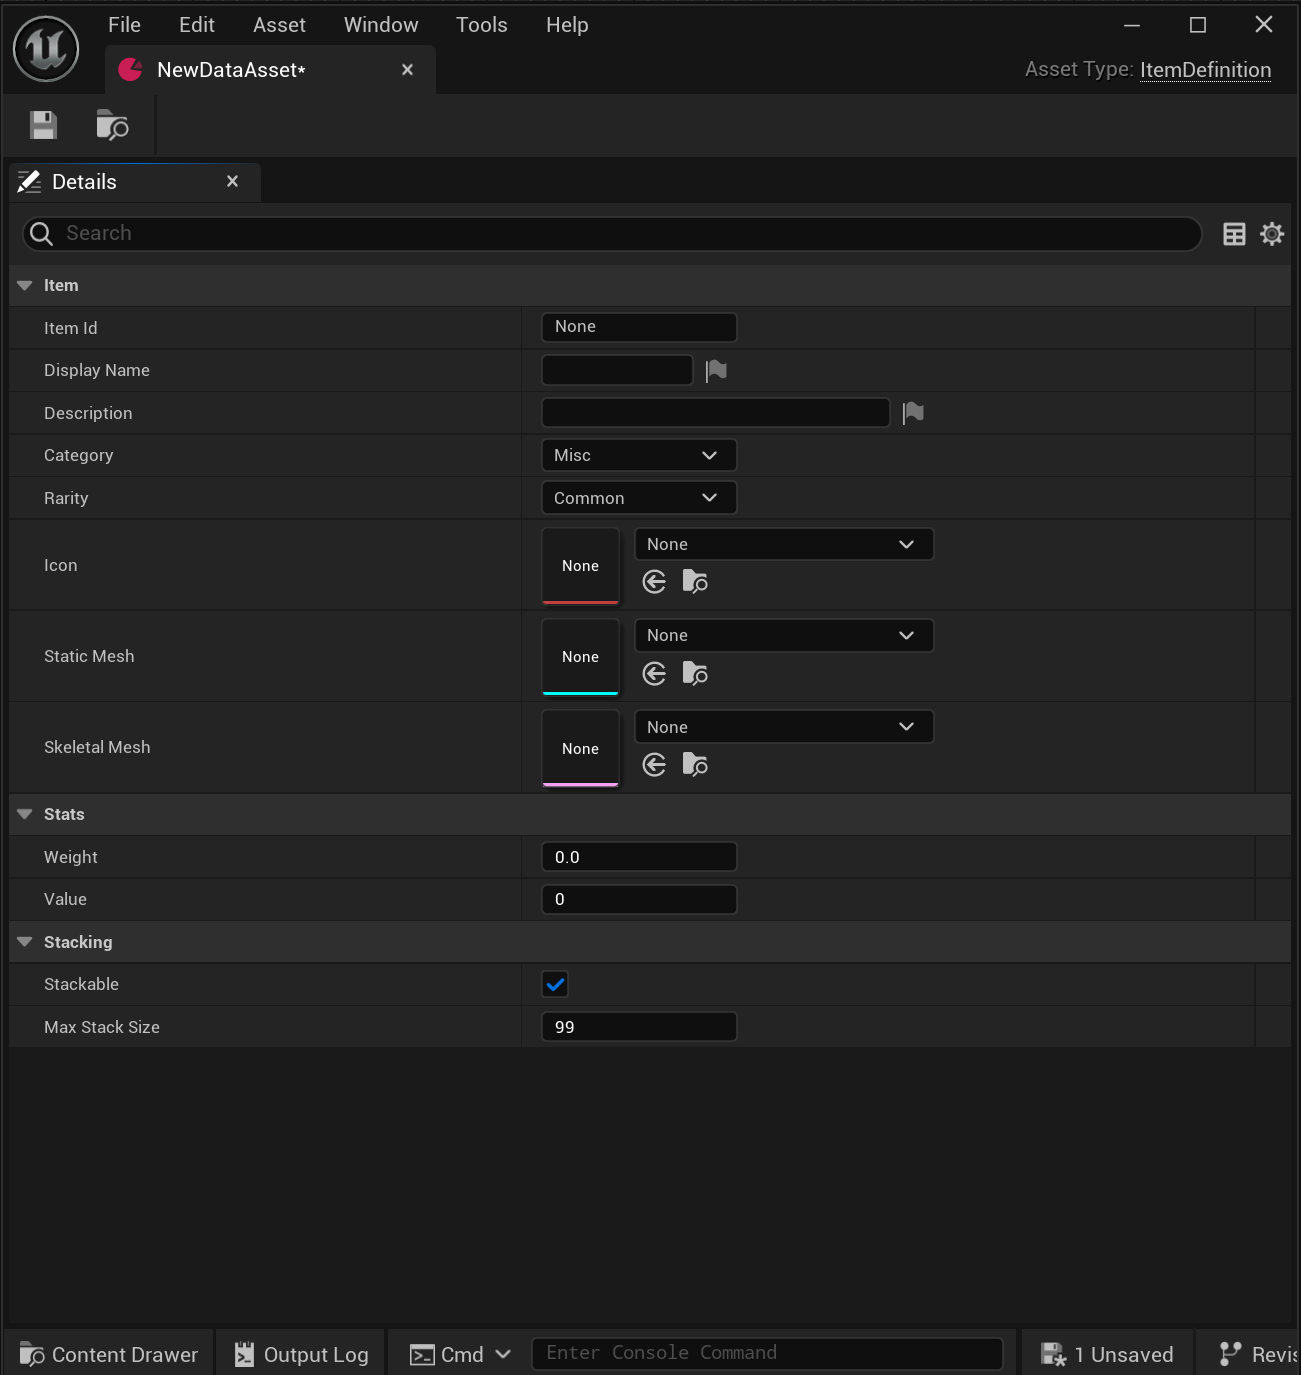 File Edit Asset Window Tools Help
NewDataAsset*
Asset Type: ItemDefinition
Details
Search
Item
Item Id None
Display Name
Description
Category Misc
Rarity Common
Icon None None
Static Mesh None None
Skeletal Mesh None None
Stats
Weight 0.0
Value 0
Stacking
Stackable
Max Stack Size 99
Content Drawer Output Log Cmd Enter Console Command 1 Unsaved